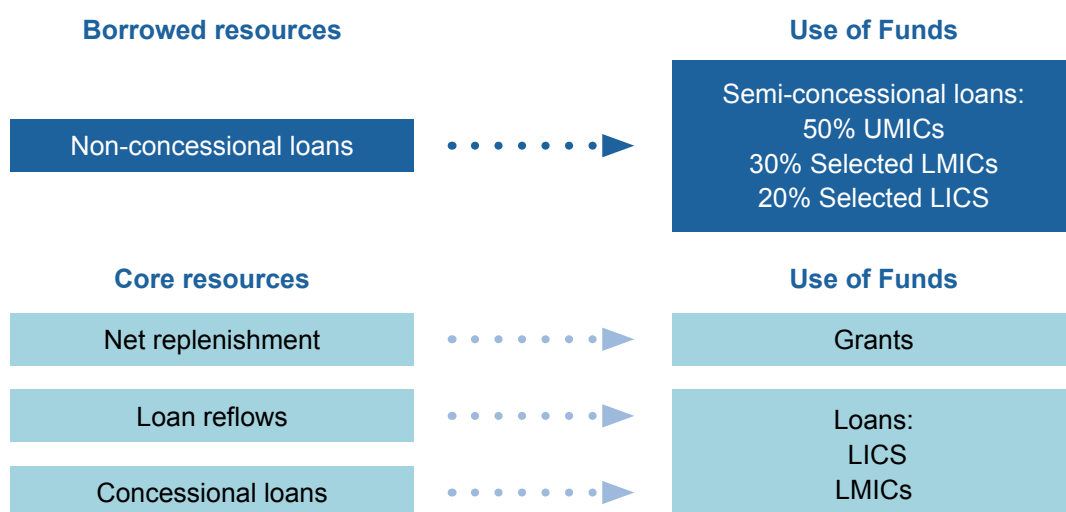 Borrowed resources
Use of Funds
Non-concessional loans
Semi-concessional loans:
50% UMICs
30% Selected LMICs
20% Selected LICS
Core resources
Use of Funds
Net replenishment
Grants
Loan reflows
Concessional loans
Loans:
LICS
LMICs